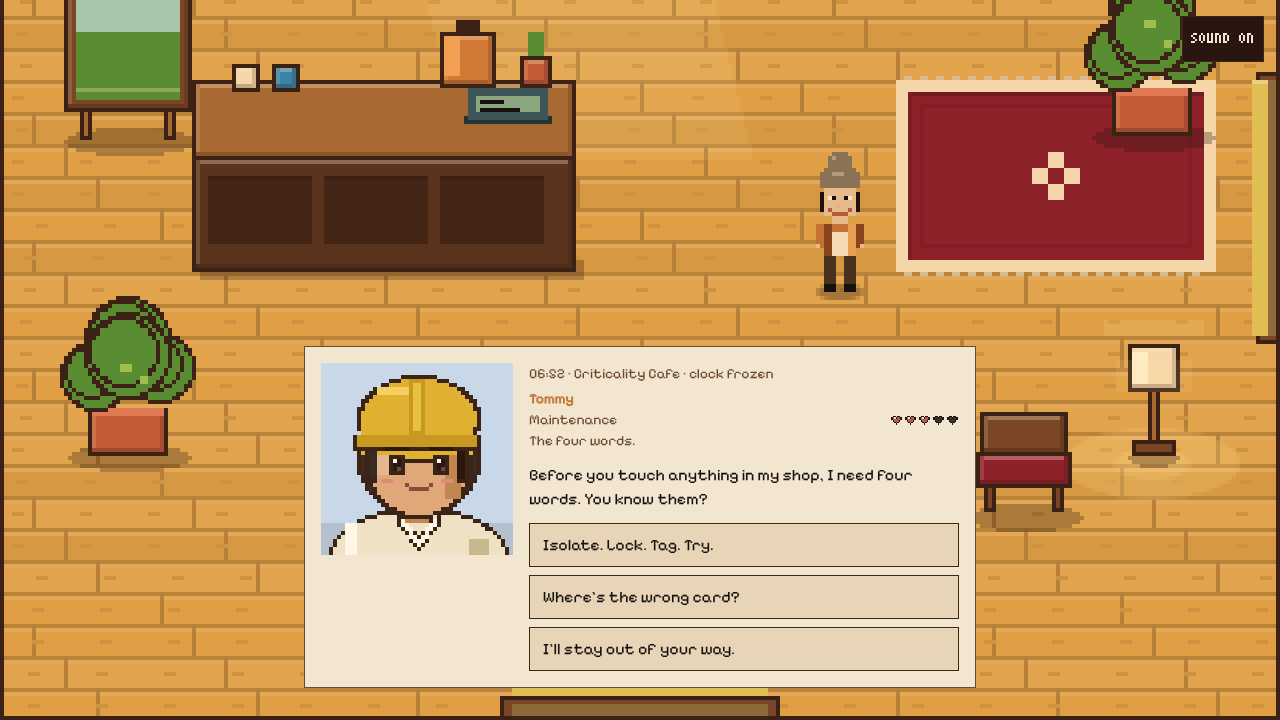 SOUND ON
06:52 · Criticality Cafe · clock frozen
Tommy
Maintenance
The four words.
Before you touch anything in my shop, I need four
words. You know them?
Isolate. Lock. Tag. Try.
Where's the wrong card?
I'll stay out of your way.